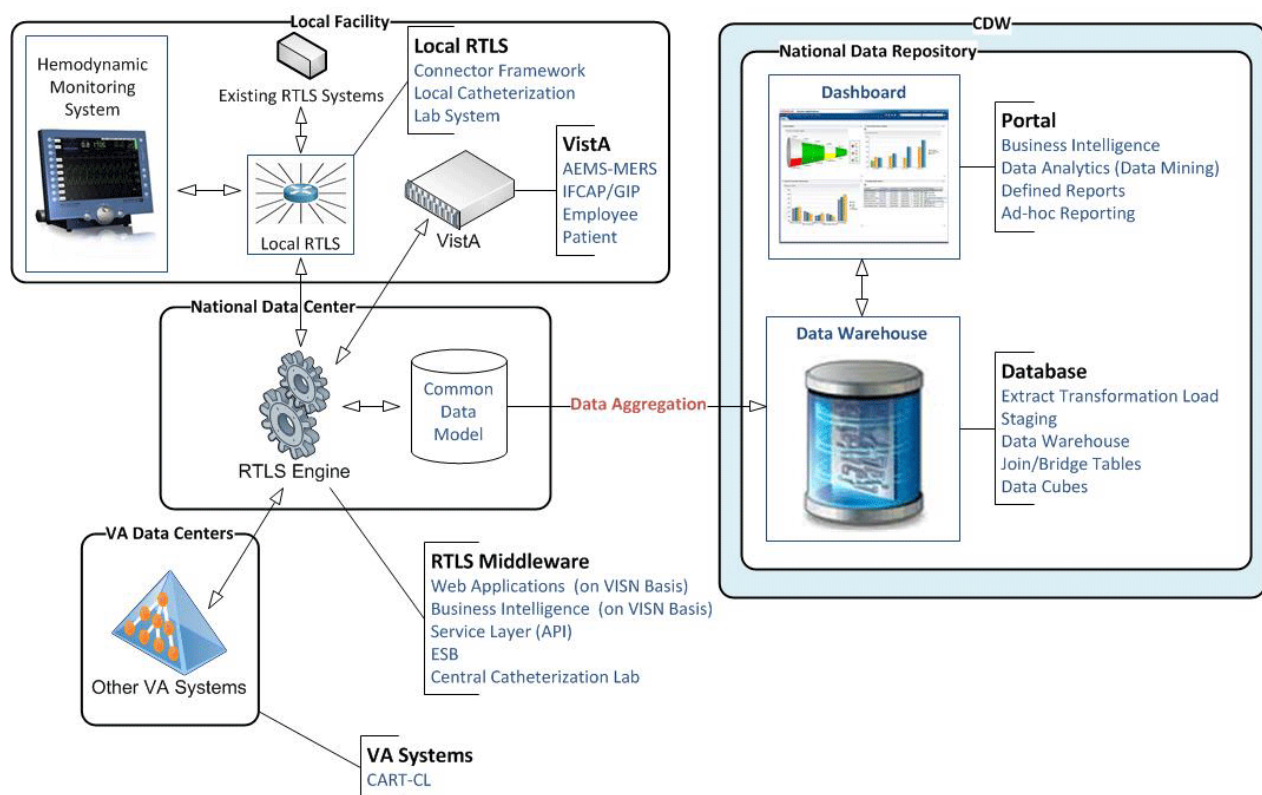 Local Facility
Hemodynamic
Monitoring
System
Existing RTLS Systems
Local RTLS
Connector Framework
Local Catheterization
Lab System
VistA
AEMS-MERS
IFCAP/GIP
Employee
Patient
Local RTLS
VistA
National Data Center
RTLS Engine
Common
Data
Model
Data Aggregation
VA Data Centers
Other VA Systems
RTLS Middleware
Web Applications (on VISN Basis)
Business Intelligence (on VISN Basis)
Service Layer (API)
ESB
Central Catheterization Lab
VA Systems
CART-CL
CDW
National Data Repository
Dashboard
Portal
Business Intelligence
Data Analytics (Data Mining)
Defined Reports
Ad-hoc Reporting
Data Warehouse
Database
Extract Transformation Load
Staging
Data Warehouse
Join/Bridge Tables
Data Cubes